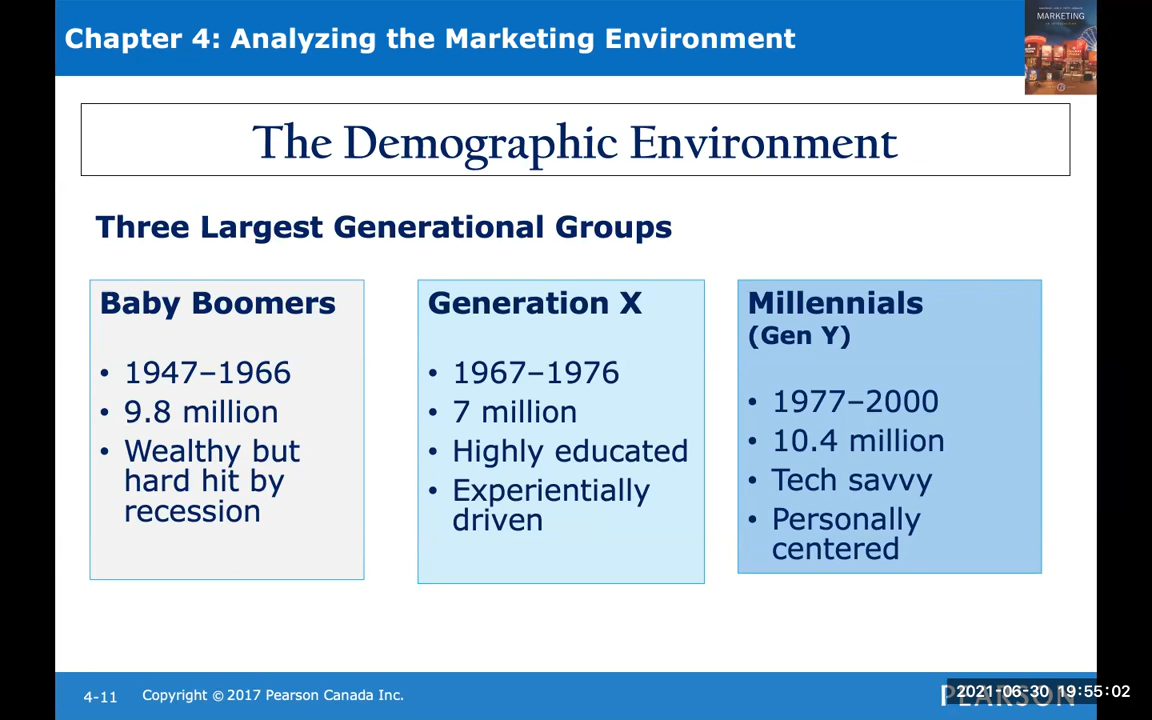 Chapter 4: Analyzing the Marketing Environment
MARKETING
The Demographic Environment
Three Largest Generational Groups
Baby Boomers
• 1947–1966
• 9.8 million
• Wealthy but
hard hit by
recession
Generation X
• 1967–1976
• 7 million
• Highly educated
• Experientially
driven
Millennials
(Gen Y)
• 1977–2000
• 10.4 million
• Tech savvy
• Personally
centered
4-11
Copyright © 2017 Pearson Canada Inc.
PEARSON
2021-06-30 19:55:02